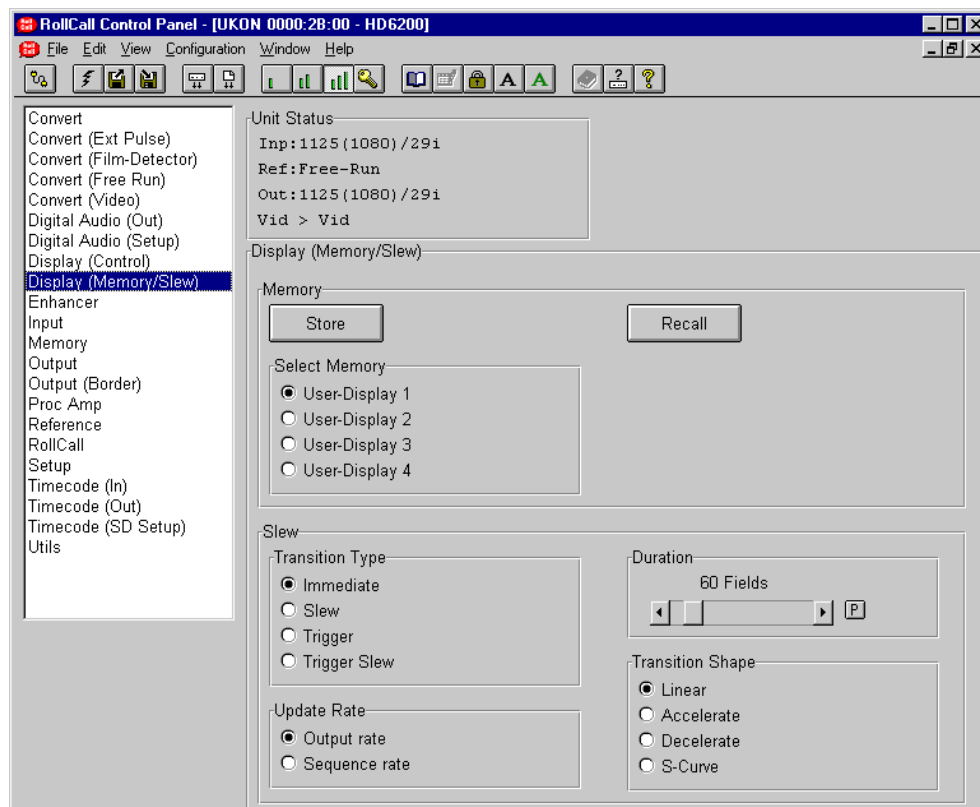 RollCall Control Panel - [UKON 0000:2B:00 - HD6200]
File Edit View Configuration Window Help
A A ? ?
Convert
Convert (Ext Pulse)
Convert (Film-Detector)
Convert (Free Run)
Convert (Video)
Digital Audio (Out)
Digital Audio (Setup)
Display (Control)
Display (Memory/Slew)
Enhancer
Input
Memory
Output
Output (Border)
Proc Amp
Reference
RollCall
Setup
Timecode (In)
Timecode (Out)
Timecode (SD Setup)
Utils
Unit Status
Inp:1125(1080)/29i
Ref:Free-Run
Out:1125(1080)/29i
Vid > Vid
Display (Memory/Slew)
Memory
Store Recall
Select Memory
User-Display 1
User-Display 2
User-Display 3
User-Display 4
Slew
Transition Type
Immediate
Slew
Trigger
Trigger Slew
Duration
60 Fields
P
Update Rate
Output rate
Sequence rate
Transition Shape
Linear
Accelerate
Decelerate
S-Curve